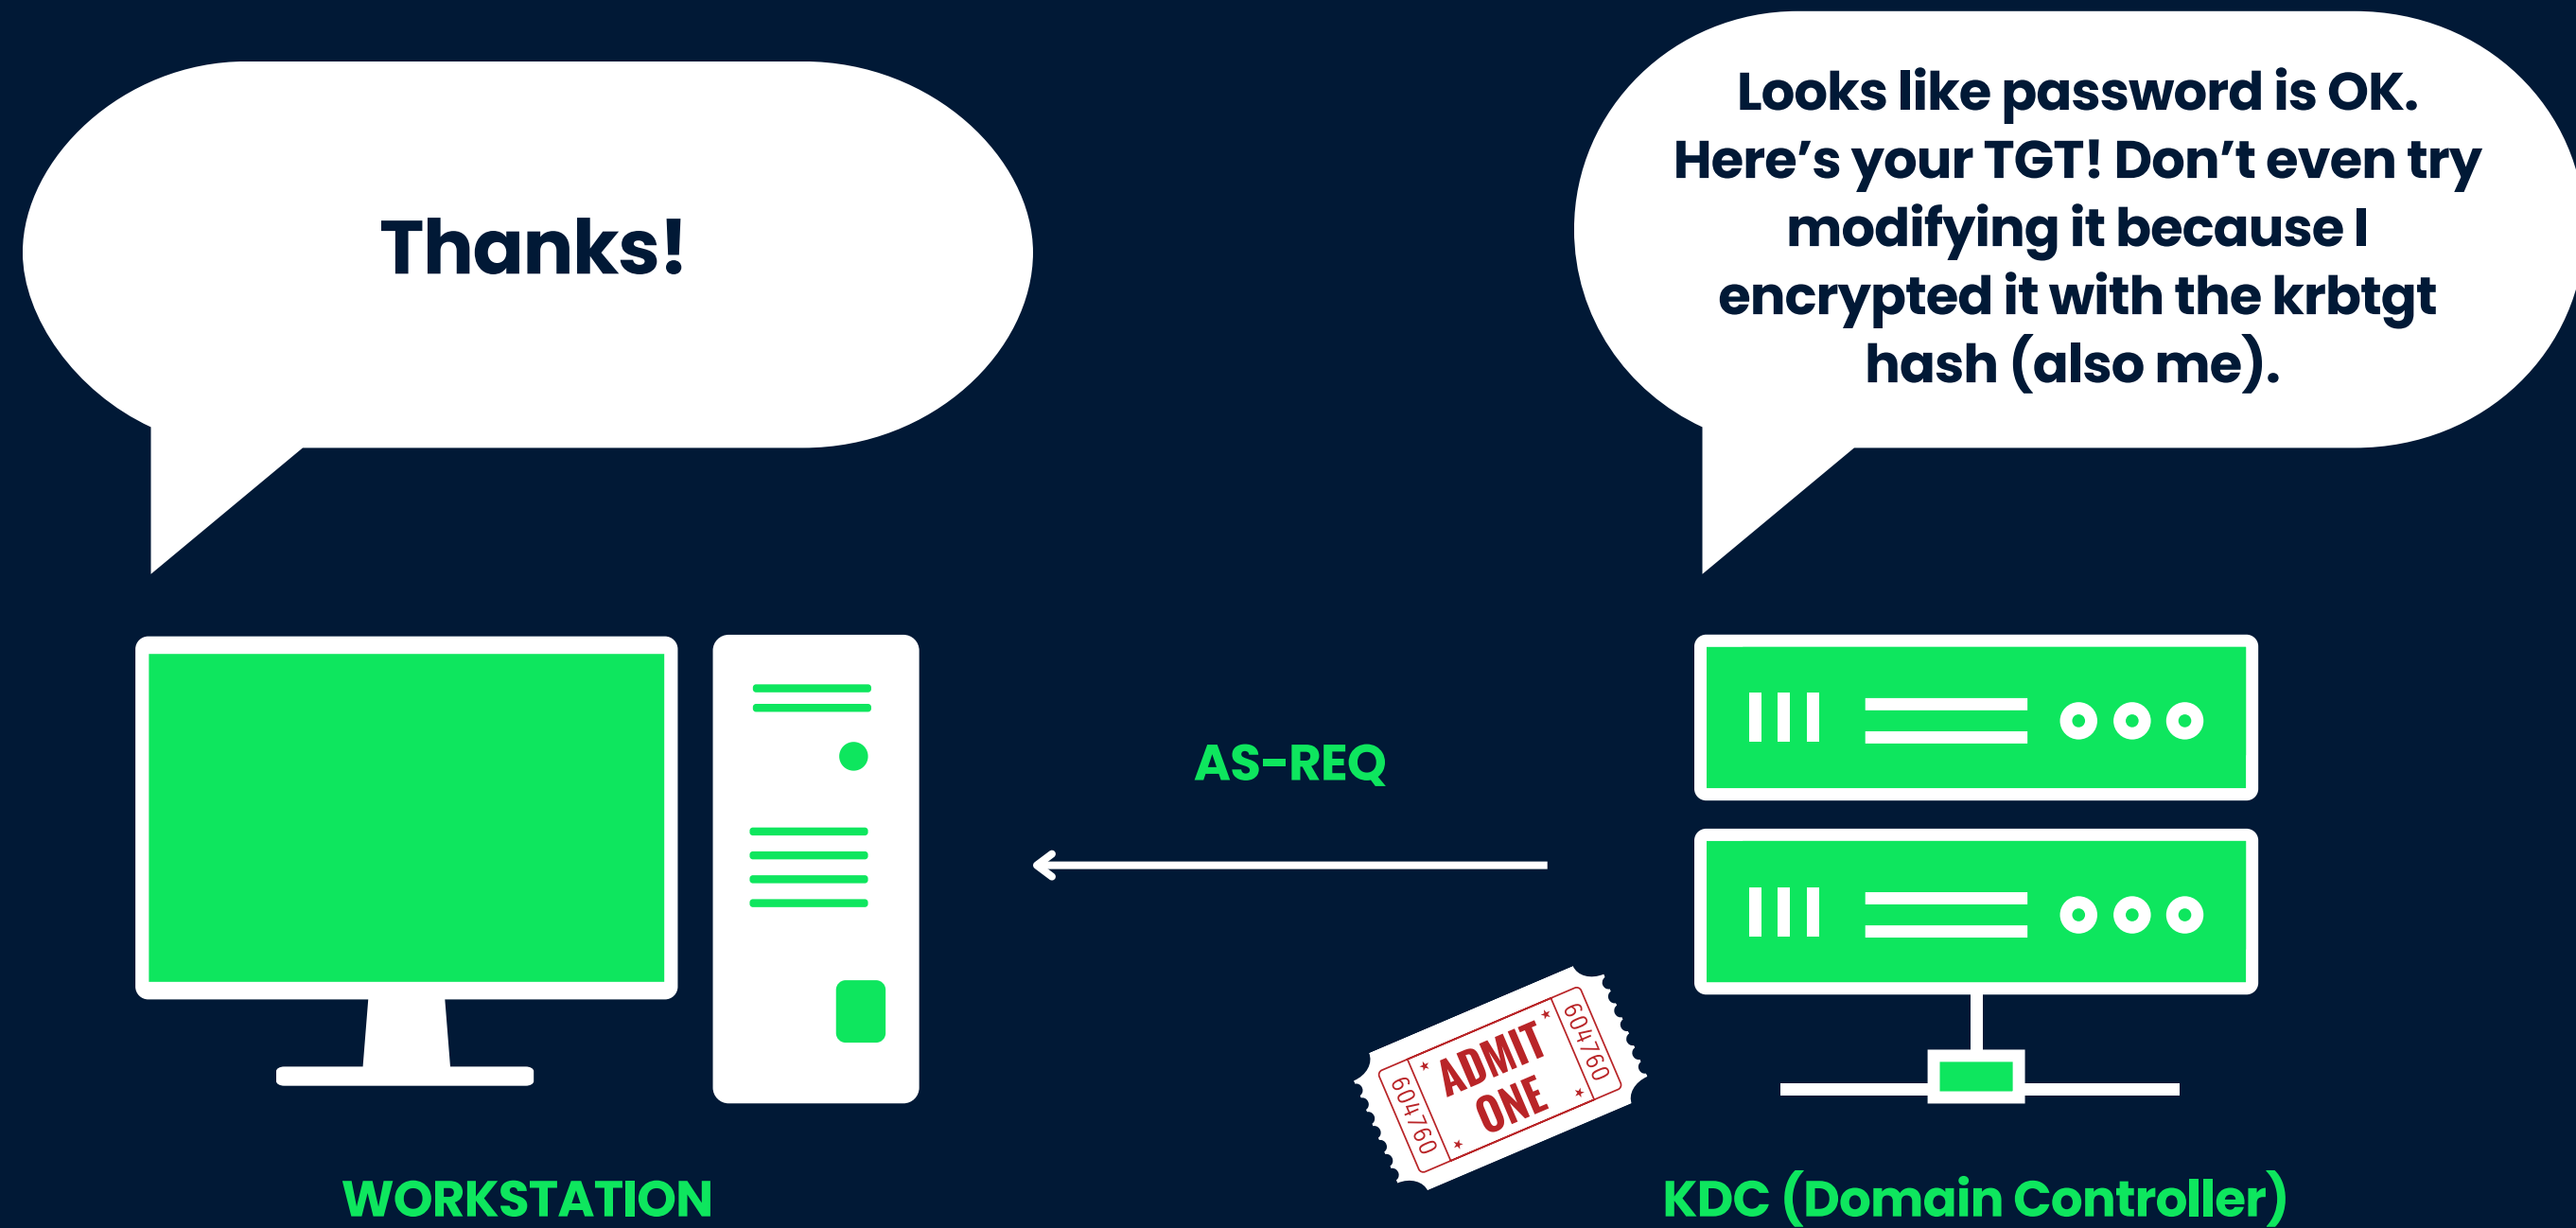 Thanks!
Looks like password is OK.
Here’s your TGT! Don’t even try
modifying it because I
encrypted it with the krbtgt
hash (also me).
AS-REQ
604760
ADMIT
ONE
604760
WORKSTATION
KDC (Domain Controller)